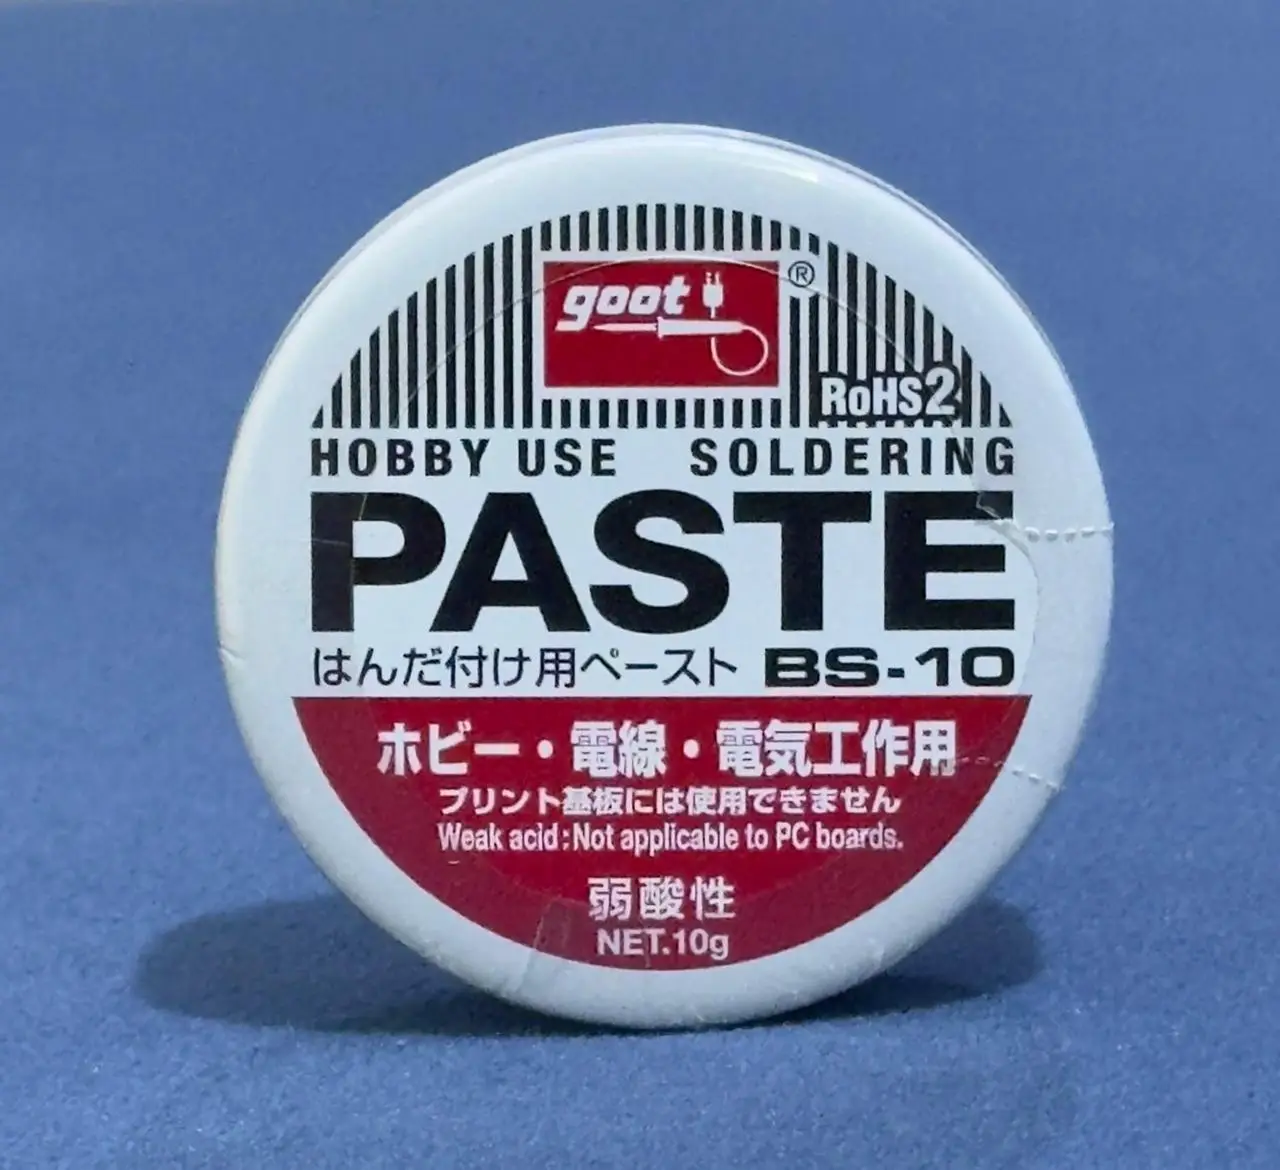 goot ®
RoHS2
HOBBY USE SOLDERING
PASTE
はんだ付け用ペースト BS-10
ホビー・電線・電気工作用
プリント基板には使用できません
Weak acid:Not applicable to PC boards.
弱酸性
NET.10g